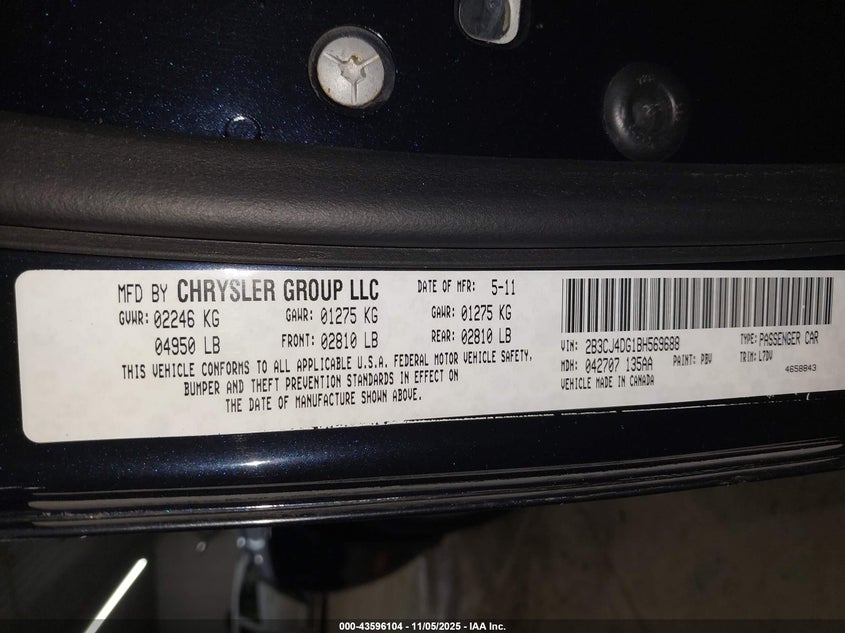 MFD BY CHRYSLER GROUP LLC DATE OF MFR: 5-11
GVWR: 02246 KG GAWR: 01275 KG GAWR: 01275 KG
04950 LB FRONT: 02810 LB REAR: 02810 LB
THIS VEHICLE CONFORMS TO ALL APPLICABLE U.S.A. FEDERAL MOTOR VEHICLE SAFETY,
BUMPER AND THEFT PREVENTION STANDARDS IN EFFECT ON
THE DATE OF MANUFACTURE SHOWN ABOVE.
VIN: 2B3CJ4DG1BH569688 TYPE: PASSENGER CAR
MDH: 042707 135AA PAINT: PBV TRIM: L7DV
VEHICLE MADE IN CANADA 4658843
000-43596104 - 11/05/2025 - IAA Inc.